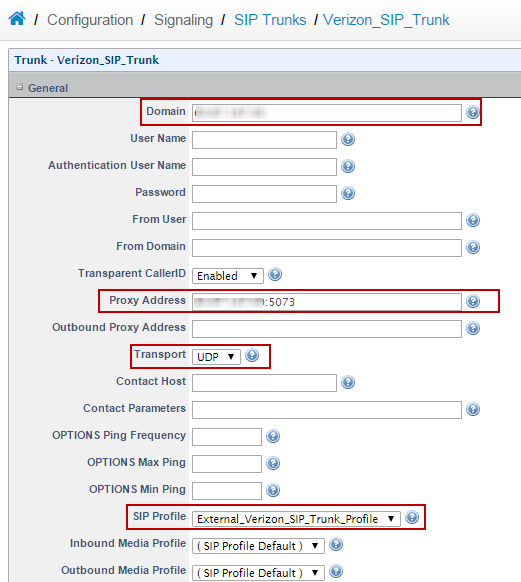 / Configuration / Signaling / SIP Trunks / Verizon_SIP_Trunk
Trunk - Verizon_SIP_Trunk
General
Domain
User Name
Authentication User Name
Password
From User
From Domain
Transparent CallerID Enabled
Proxy Address :5073
Outbound Proxy Address
Transport UDP
Contact Host
Contact Parameters
OPTIONS Ping Frequency
OPTIONS Max Ping
OPTIONS Min Ping
SIP Profile External_Verizon_SIP_Trunk_Profile
Inbound Media Profile ( SIP Profile Default )
Outbound Media Profile ( SIP Profile Default )